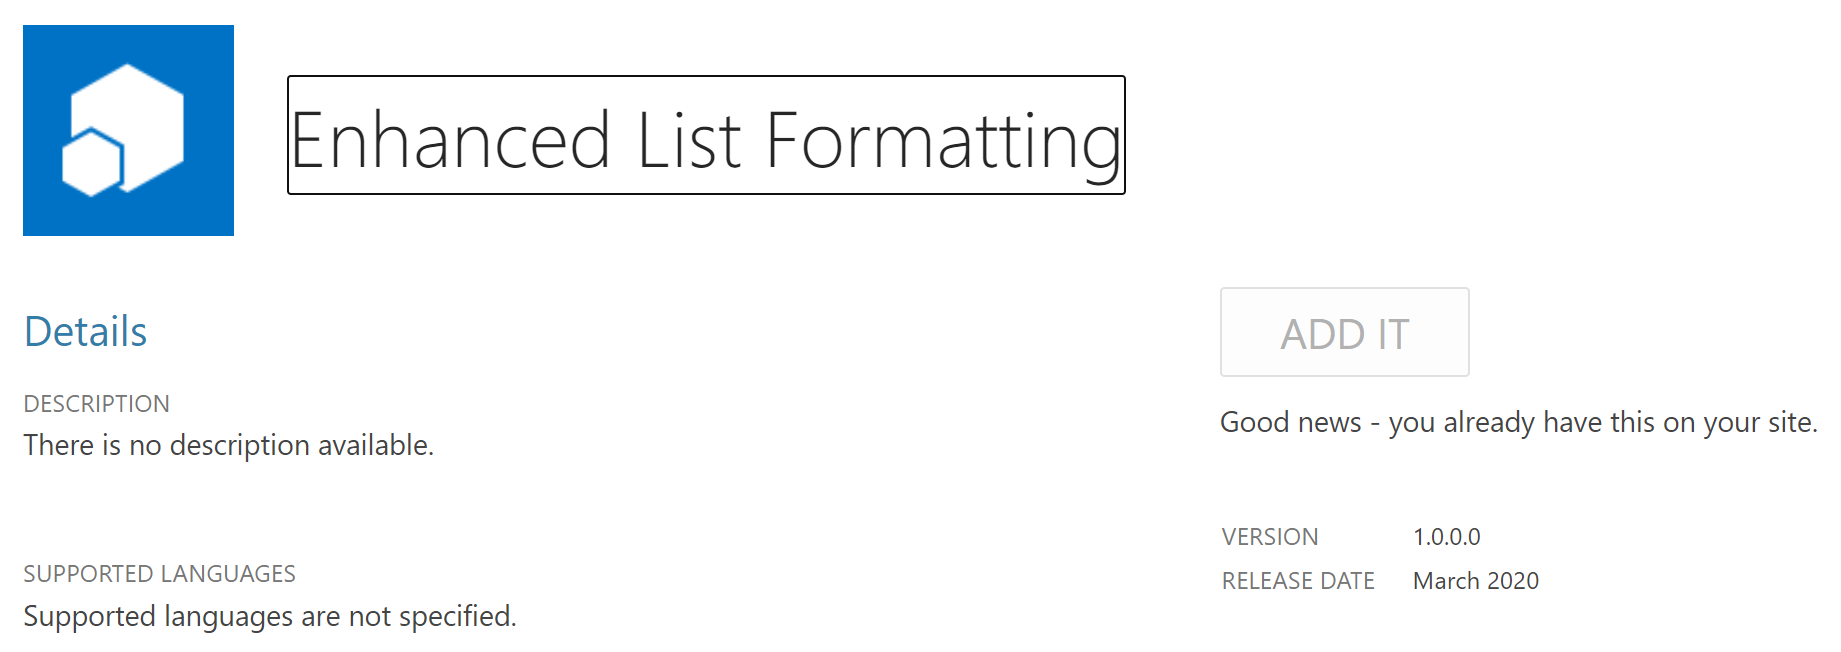 Enhanced List Formatting
Details
DESCRIPTION
There is no description available.
SUPPORTED LANGUAGES
Supported languages are not specified.
ADD IT
Good news - you already have this on your site.
VERSION 1.0.0.0
RELEASE DATE March 2020